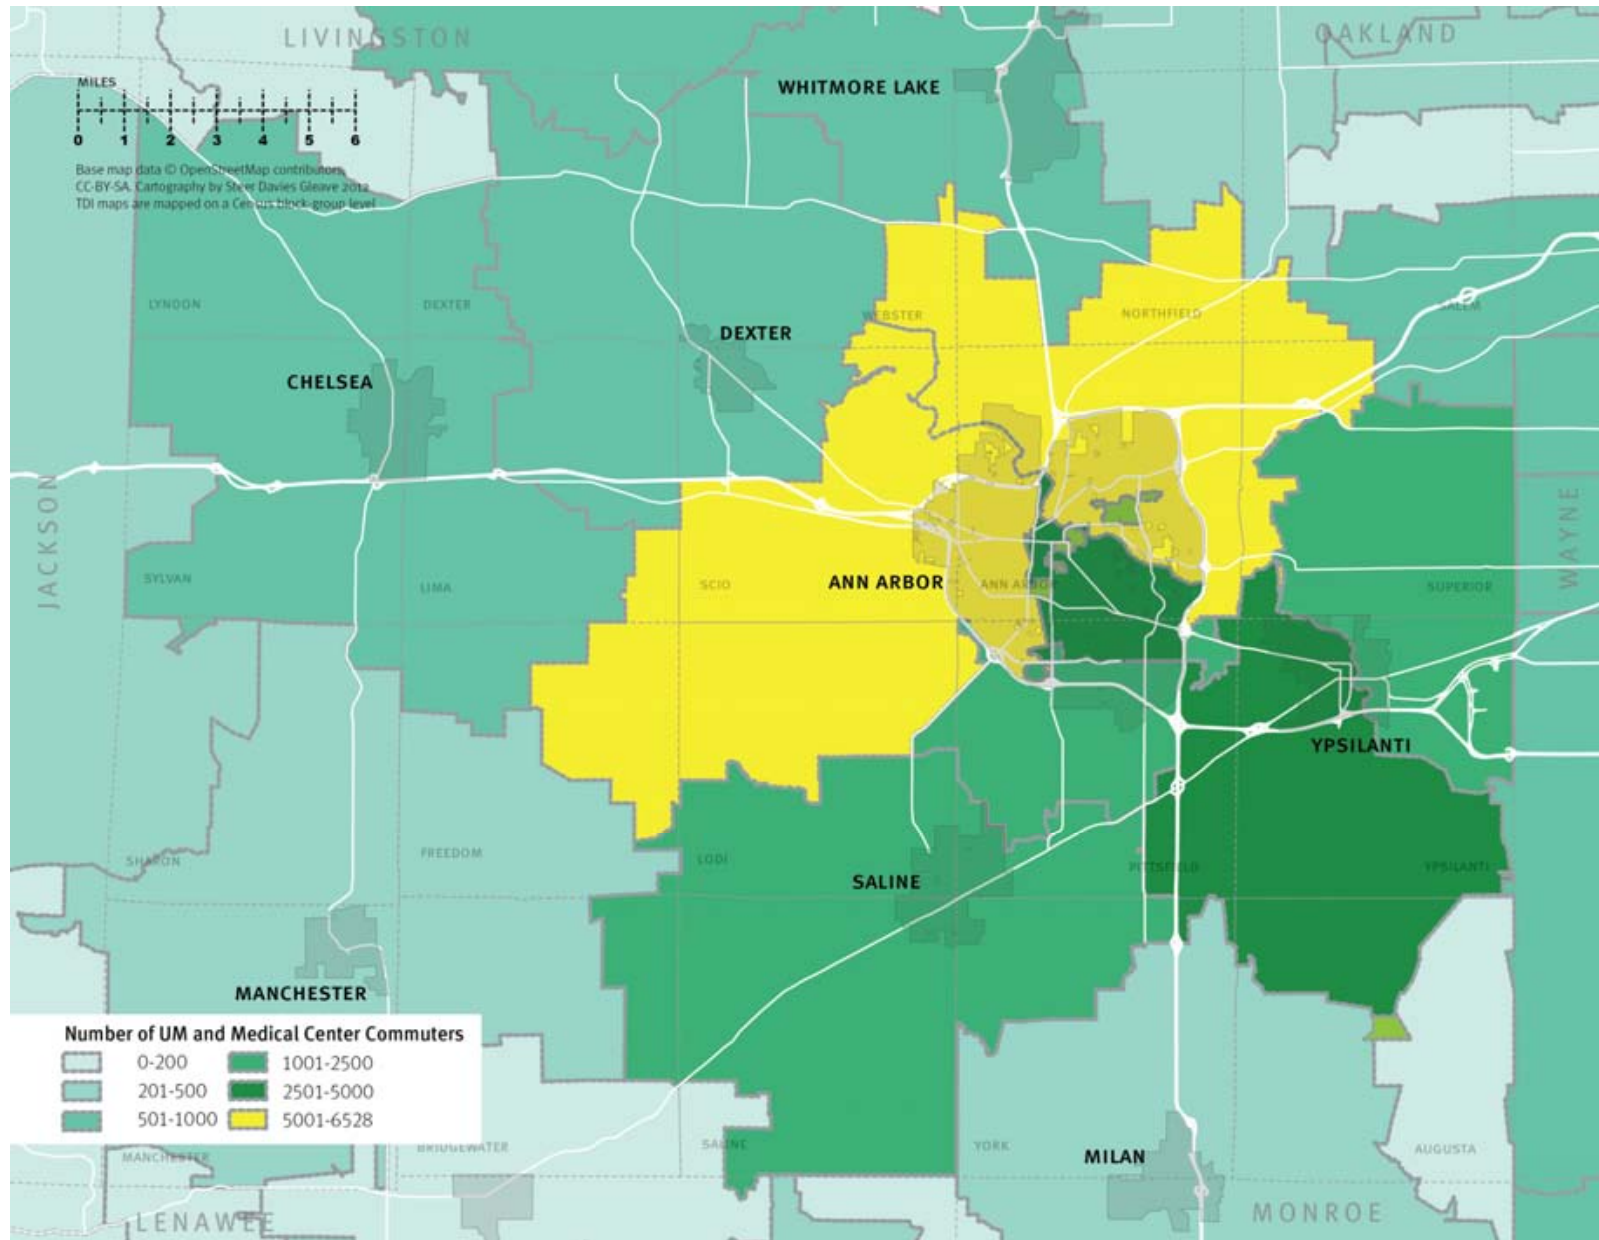 LIVINGSTON
OAKLAND
MILES
WHITMORE LAKE
0 1 2 3 4 5 6
Base map data © OpenStreetMap contributors,
CC-BY-SA. Cartography by Steer Davies Gleave 2012
TDI maps are mapped on a Census block-group level
LYNDON
DEXTER
WEBSTER
NORTHFIELD
SALEM
DEXTER
CHELSEA
JACKSON
WAYNE
SYLVAN
LIMA
SCIO
ANN ARBOR
ANN ARBOR
SUPERIOR
YPSILANTI
SHARON
FREEDOM
LODI
PITTSFIELD
YPSILANTI
SALINE
MANCHESTER
Number of UM and Medical Center Commuters
0-200 1001-2500
201-500 2501-5000
501-1000 5001-6528
MANCHESTER
BRIDGEWATER
SALINE
YORK
MILAN
AUGUSTA
LENAWEE
MONROE